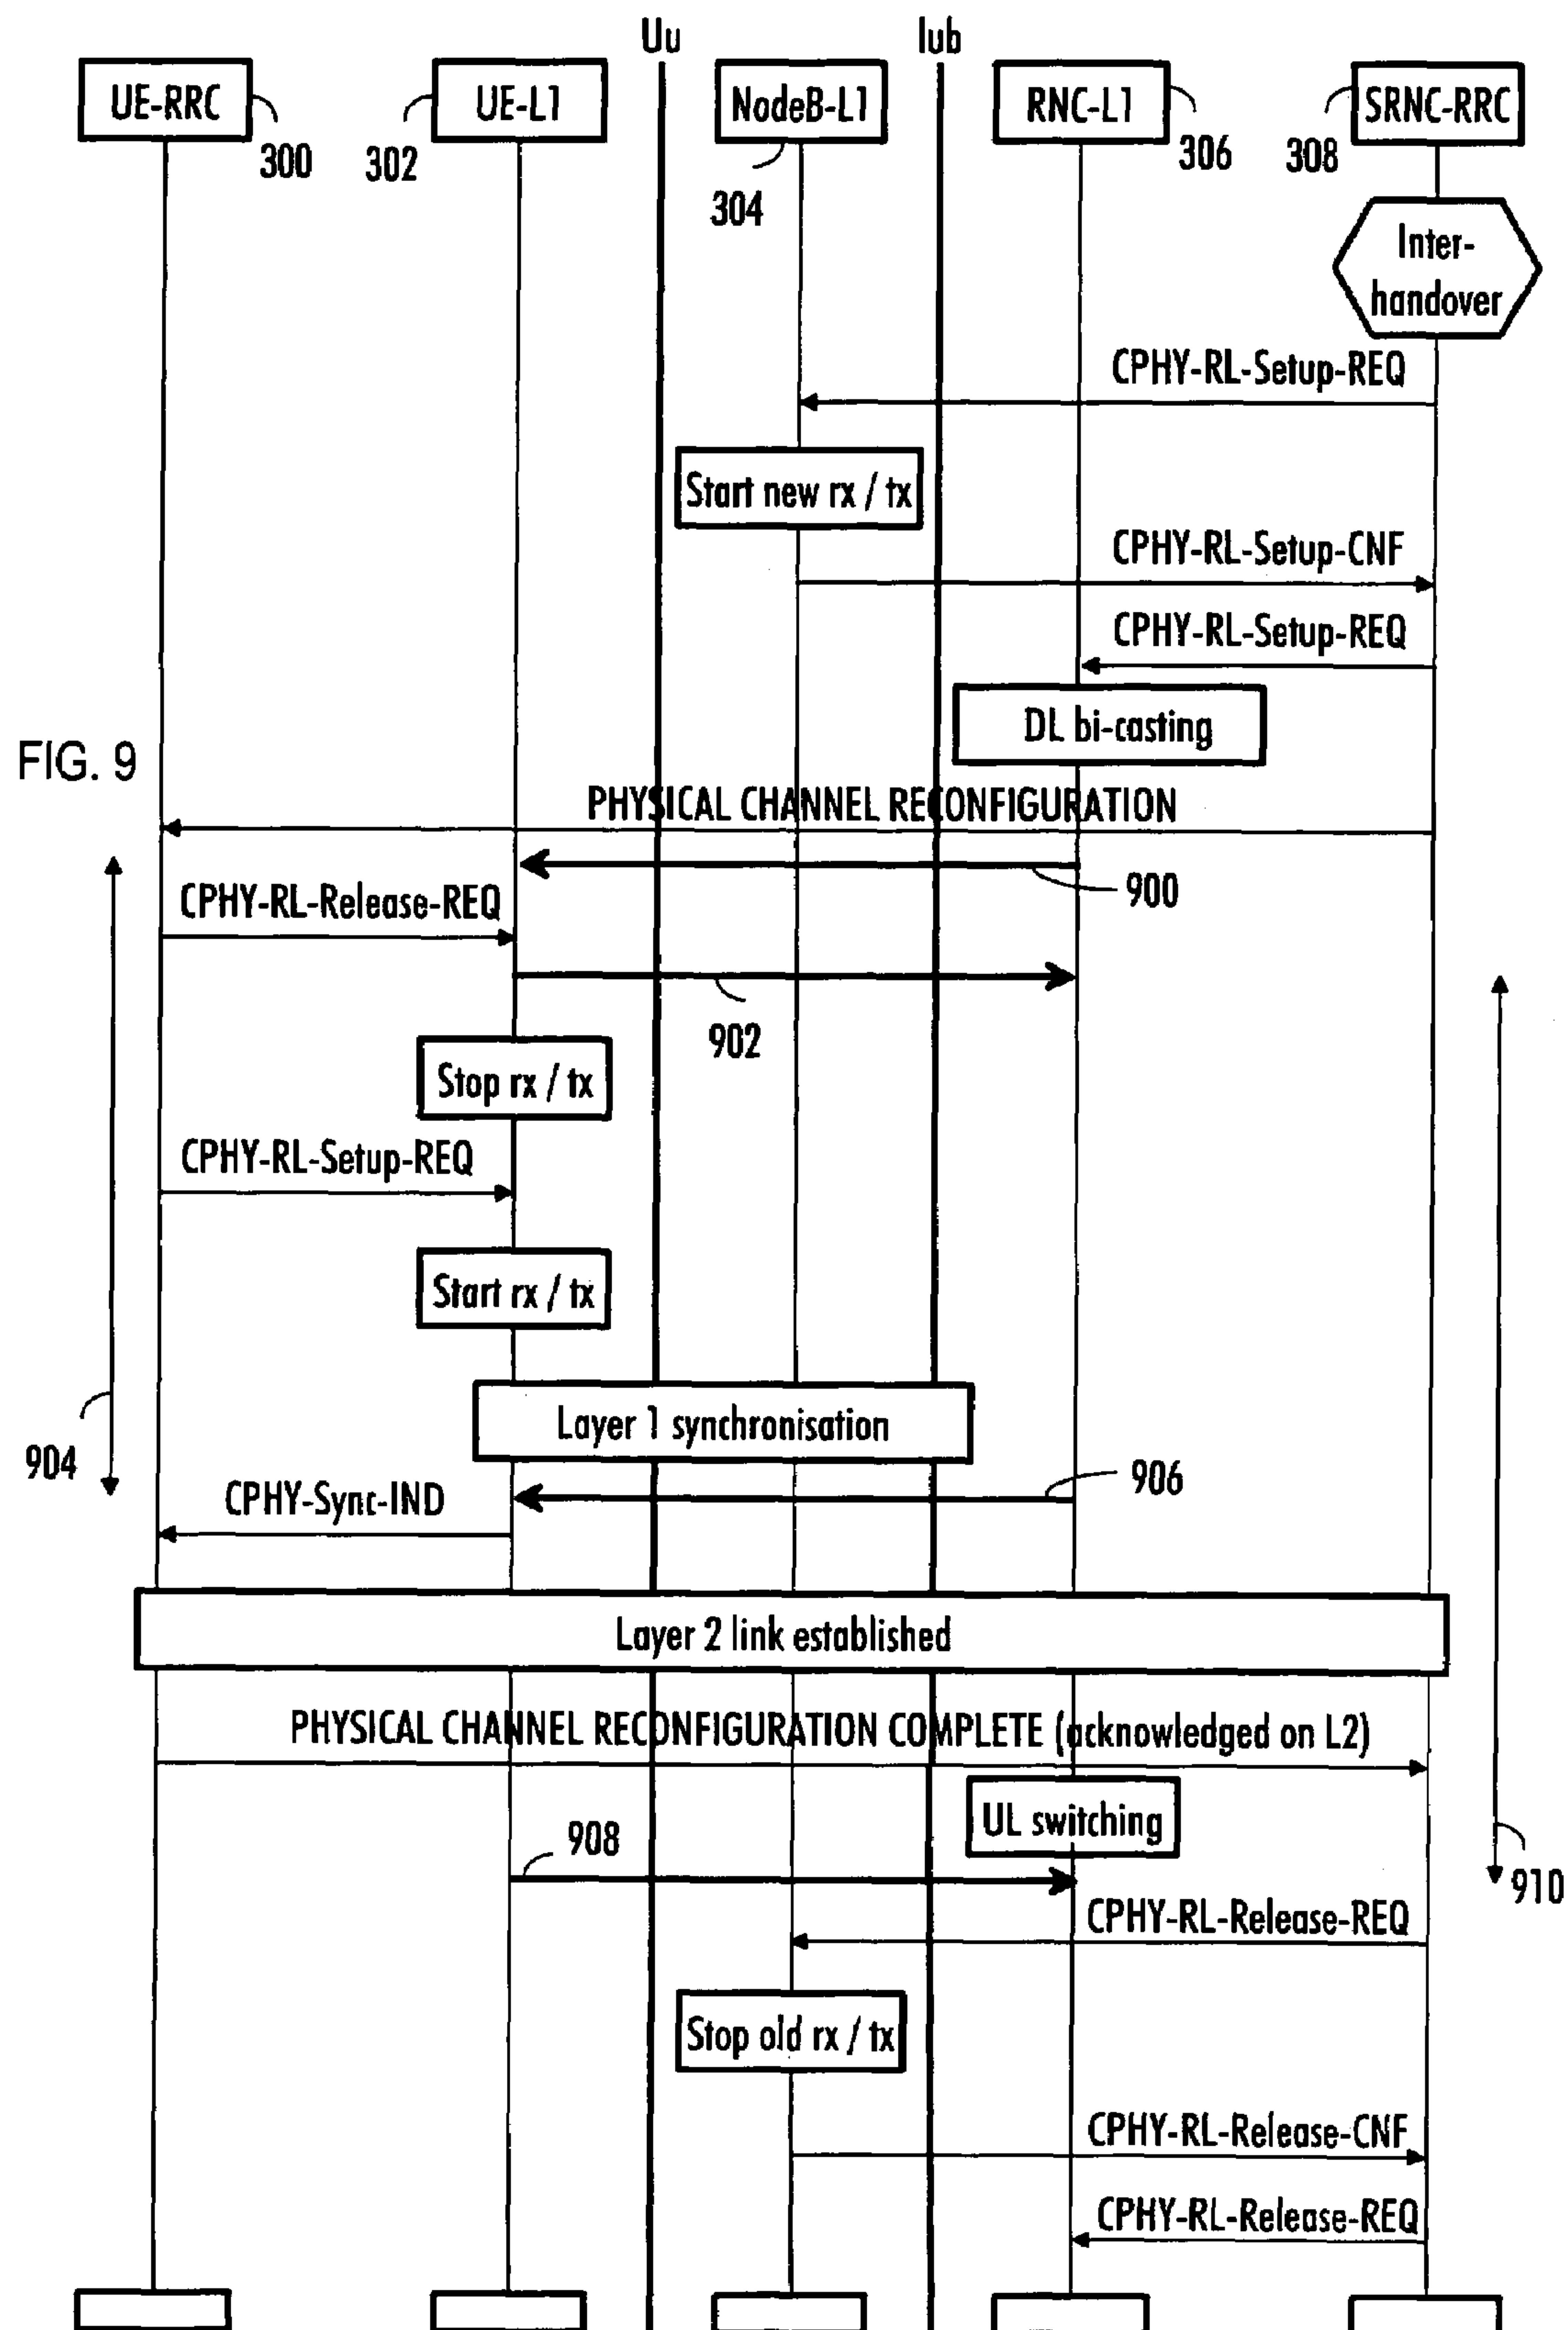 Uu
Iub
UE-RRC
UE-L1
NodeB-L1
RNC-L1
SRNC-RRC
300
302
304
306
308
Inter-
handover
CPHY-RL-Setup-REQ
Start new rx / tx
CPHY-RL-Setup-CNF
CPHY-RL-Setup-REQ
DL bi-casting
FIG. 9
PHYSICAL CHANNEL RECONFIGURATION
900
CPHY-RL-Release-REQ
902
Stop rx / tx
CPHY-RL-Setup-REQ
Start rx / tx
Layer 1 synchronisation
904
906
CPHY-Sync-IND
Layer 2 link established
PHYSICAL CHANNEL RECONFIGURATION COMPLETE (acknowledged on L2)
UL switching
908
910
CPHY-RL-Release-REQ
Stop old rx / tx
CPHY-RL-Release-CNF
CPHY-RL-Release-REQ